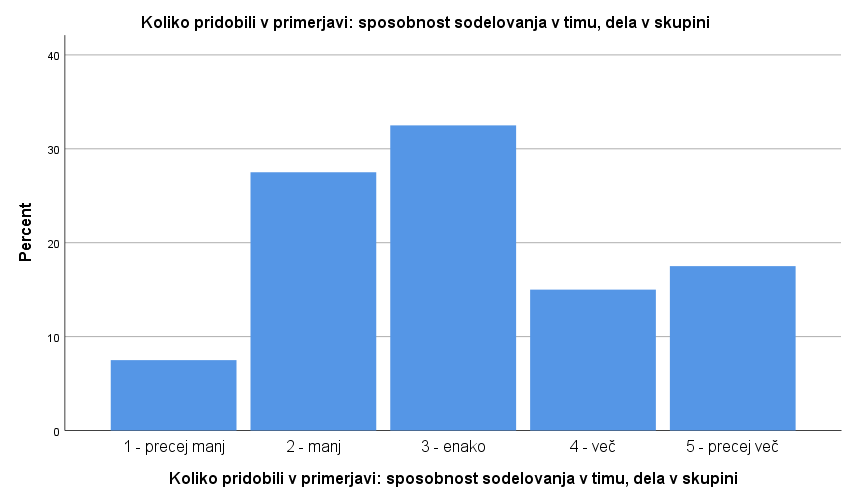 Koliko pridobili v primerjavi: sposobnost sodelovanja v timu, dela v skupini
40
30
20
10
0
Percent
1 - precej manj
2 - manj
3 - enako
4 - več
5 - precej več
Koliko pridobili v primerjavi: sposobnost sodelovanja v timu, dela v skupini